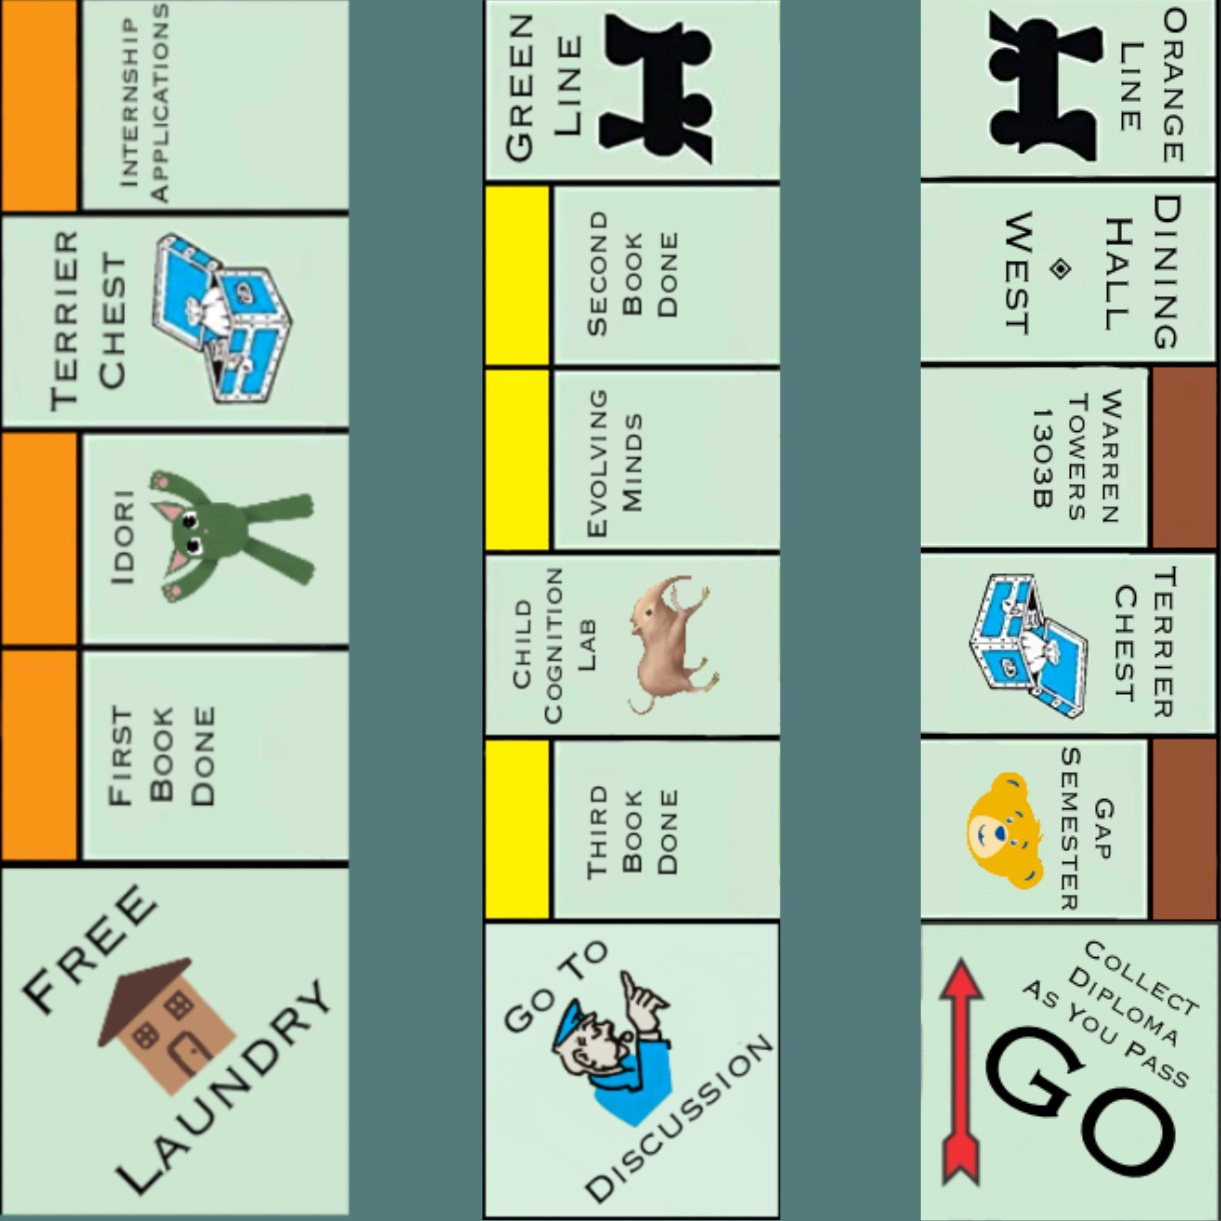 INTERNSHIP
APPLICATIONS
TERRIER
CHEST
IDORI
FIRST
BOOK
DONE
FREE
LAUNDRY
GREEN
LINE
SECOND
BOOK
DONE
EVOLVING
MINDS
CHILD
COGNITION
LAB
THIRD
BOOK
DONE
GO TO
DISCUSSION
ORANGE
LINE
DINING
HALL
WEST
WARREN
TOWERS
1303B
TERRIER
CHEST
GAP
SEMESTER
COLLECT
DIPLOMA
AS YOU PASS
GO